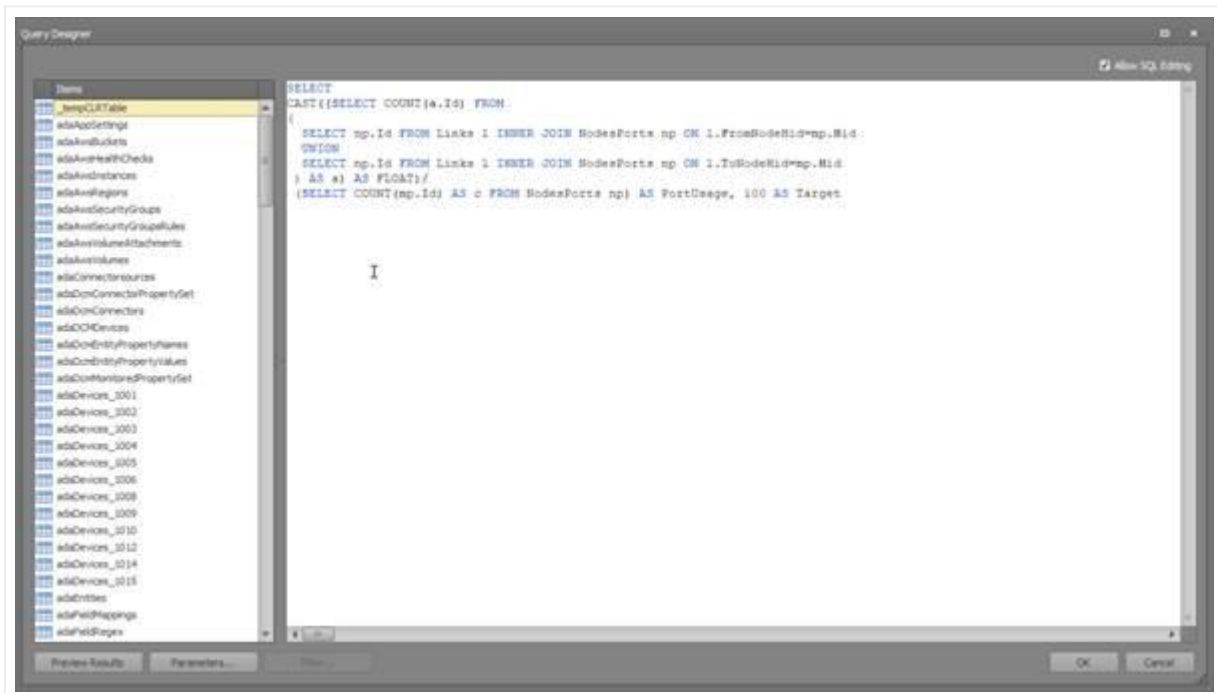 Query Designer
Allow SQL Editing
Items
_tempCLRTable
adaAppSettings
adaAwsBuckets
adaAwsHealthChecks
adaAwsInstances
adaAwsRegions
adaAwsSecurityGroups
adaAwsSecurityGroupsRules
adaAwsVolumeAttachments
adaAwsVolumes
adaConnectorsources
adaDcmConnectorPropertySet
adaDcmConnectors
adaDCMDevices
adaDcmEntityPropertyNames
adaDcmEntityPropertyValues
adaDcmMonitoredPropertySet
adaDevices_1001
adaDevices_1002
adaDevices_1003
adaDevices_1004
adaDevices_1005
adaDevices_1006
adaDevices_1008
adaDevices_1009
adaDevices_1010
adaDevices_1012
adaDevices_1014
adaDevices_1015
adaEntities
adaFieldMappings
adaFieldRegex
SELECT
CAST((SELECT COUNT(a.Id) FROM
(
SELECT np.Id FROM Links l INNER JOIN NodesPorts np ON l.FromNodeHid=np.Hid
UNION
SELECT np.Id FROM Links l INNER JOIN NodesPorts np ON l.ToNodeHid=np.Hid
) AS a) AS FLOAT)/
(SELECT COUNT(np.Id) AS c FROM NodesPorts np) AS PortUsage, 100 AS Target
Preview Results
Parameters...
OK
Cancel